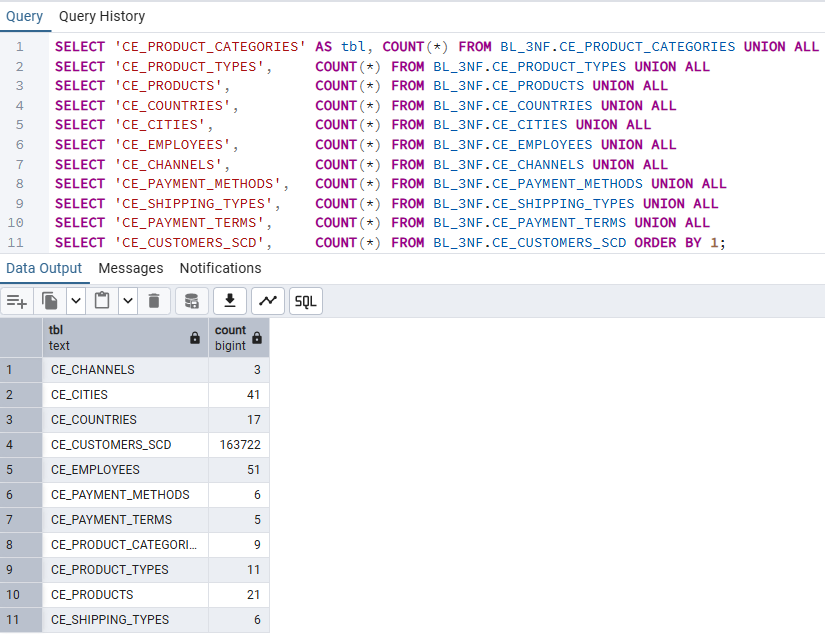 Query Query History
1 SELECT 'CE_PRODUCT_CATEGORIES' AS tbl, COUNT(*) FROM BL_3NF.CE_PRODUCT_CATEGORIES UNION ALL
2 SELECT 'CE_PRODUCT_TYPES', COUNT(*) FROM BL_3NF.CE_PRODUCT_TYPES UNION ALL
3 SELECT 'CE_PRODUCTS', COUNT(*) FROM BL_3NF.CE_PRODUCTS UNION ALL
4 SELECT 'CE_COUNTRIES', COUNT(*) FROM BL_3NF.CE_COUNTRIES UNION ALL
5 SELECT 'CE_CITIES', COUNT(*) FROM BL_3NF.CE_CITIES UNION ALL
6 SELECT 'CE_EMPLOYEES', COUNT(*) FROM BL_3NF.CE_EMPLOYEES UNION ALL
7 SELECT 'CE_CHANNELS', COUNT(*) FROM BL_3NF.CE_CHANNELS UNION ALL
8 SELECT 'CE_PAYMENT_METHODS', COUNT(*) FROM BL_3NF.CE_PAYMENT_METHODS UNION ALL
9 SELECT 'CE_SHIPPING_TYPES', COUNT(*) FROM BL_3NF.CE_SHIPPING_TYPES UNION ALL
10 SELECT 'CE_PAYMENT_TERMS', COUNT(*) FROM BL_3NF.CE_PAYMENT_TERMS UNION ALL
11 SELECT 'CE_CUSTOMERS_SCD', COUNT(*) FROM BL_3NF.CE_CUSTOMERS_SCD ORDER BY 1;
Data Output Messages Notifications
SQL
tbl count
text bigint
1 CE_CHANNELS 3
2 CE_CITIES 41
3 CE_COUNTRIES 17
4 CE_CUSTOMERS_SCD 163722
5 CE_EMPLOYEES 51
6 CE_PAYMENT_METHODS 6
7 CE_PAYMENT_TERMS 5
8 CE_PRODUCT_CATEGORI... 9
9 CE_PRODUCT_TYPES 11
10 CE_PRODUCTS 21
11 CE_SHIPPING_TYPES 6